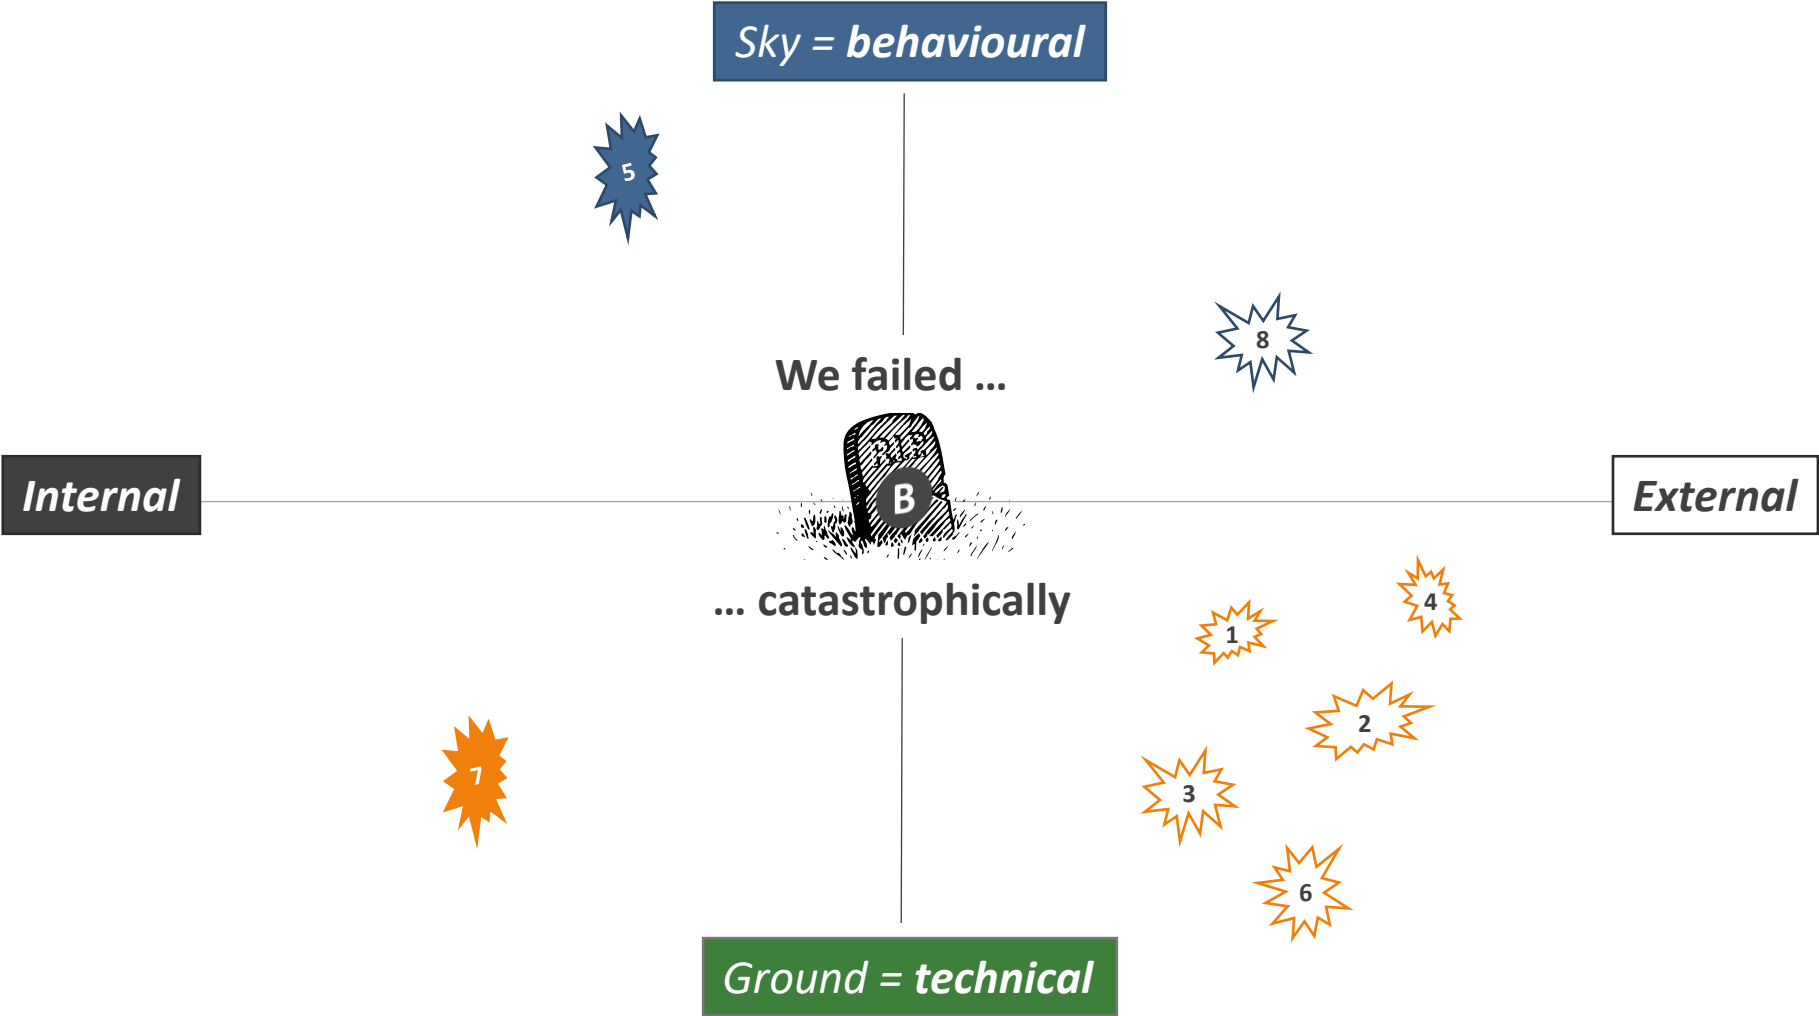 Sky = behavioural
5
8
We failed ...
RIP
Internal
B
External
... catastrophically
4
1
2
7
3
6
Ground = technical